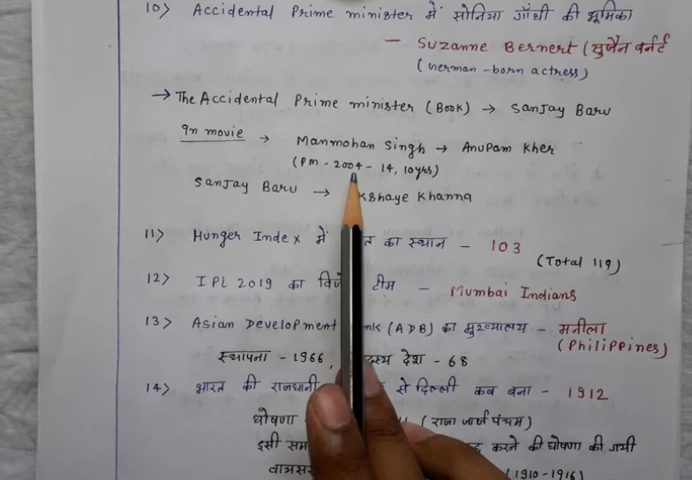 10> Accidental Prime minister में सोनिया गाँधी की भूमिका
- Suzanne Bernert (सुजैन बर्नर्ट
(German-born actress)
→ The Accidental Prime minister (Book) → Sanjay Baru
In movie → Manmohan Singh → Anupam Kher
(PM - 2004 - 14, 10yrs)
Sanjay Baru → kshaye Khanna
11> Hunger Index में का स्थान - 103
(Total 119)
12> IPL 2019 का टीम - Mumbai Indians
13> Asian Development (ADB) का मुख्यालय - मनीला
स्थापना - 1966, देश - 68 (Philippines)
14> भारत की राजधानी से दिल्ली कब बना - 1912
घोषणा - (राजा जार्ज पंचम)
इसी करने की घोषणा की गयी
(1910-1916)